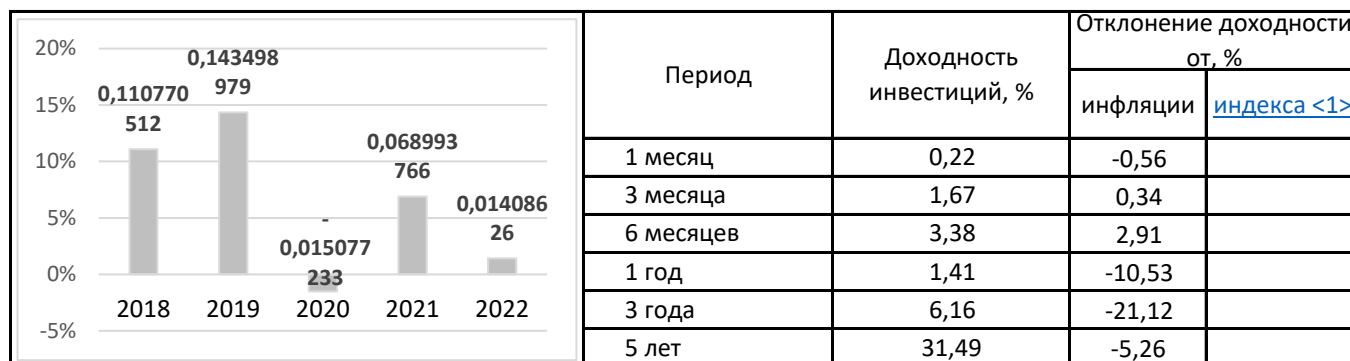 20%
15%
10%
5%
0%
-5%
0,110770
512
0,143498
979
-
0,015077
233
0,068993
766
0,014086
26
2018 2019 2020 2021 2022
Период
Доходность
инвестиций, %
Отклонение доходности
от, %
инфляции
индекса <1>
1 месяц 0,22 -0,56
3 месяца 1,67 0,34
6 месяцев 3,38 2,91
1 год 1,41 -10,53
3 года 6,16 -21,12
5 лет 31,49 -5,26